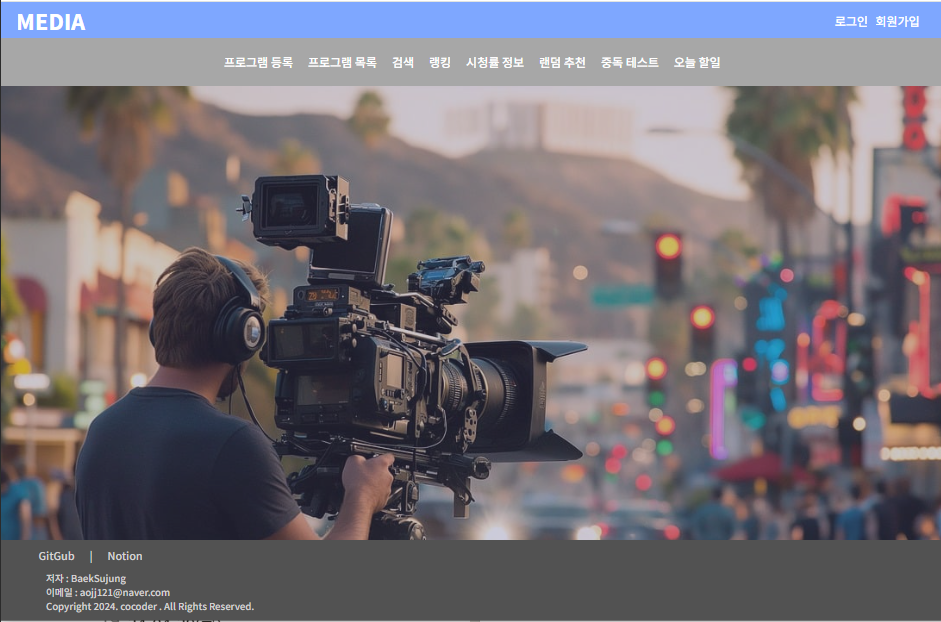 MEDIA
로그인 회원가입
프로그램 등록 프로그램 목록 검색 랭킹 시청률 정보 랜덤 추천 중독 테스트 오늘 할일
GitGub | Notion
저자 : BaekSujung
이메일 : aojj121@naver.com
Copyright 2024. cocoder . All Rights Reserved.